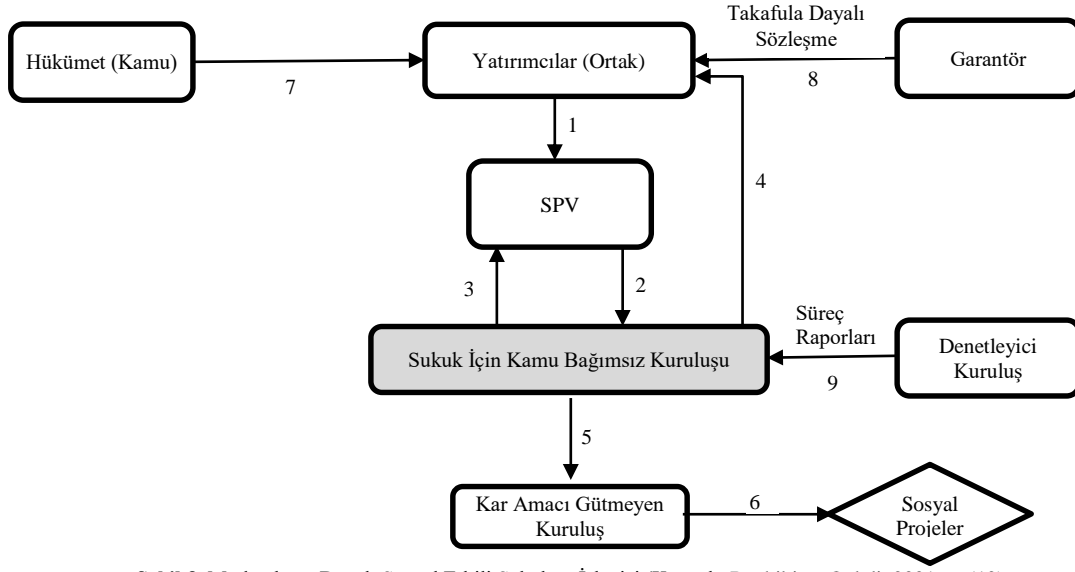 Takafula Dayalı
Sözleşme
Hükümet (Kamu)
Yatırımcılar (Ortak)
Garantör
7
8
1
4
SPV
3
2
Süreç
Raporları
Sukuk İçin Kamu Bağımsız Kuruluşu
Denetleyici
Kuruluş
9
5
Kar Amacı Gütmeyen
Kuruluş
6
Sosyal
Projeler